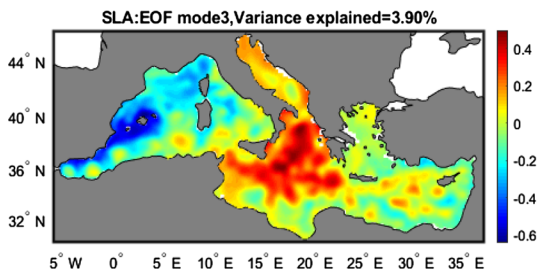 SLA:EOF mode3,Variance explained=3.90%
44° N
40° N
36° N
32° N
5° W
0°
5° E
10° E
15° E
20° E
25° E
30° E
35° E
0.4
0.2
0
-0.2
-0.4
-0.6